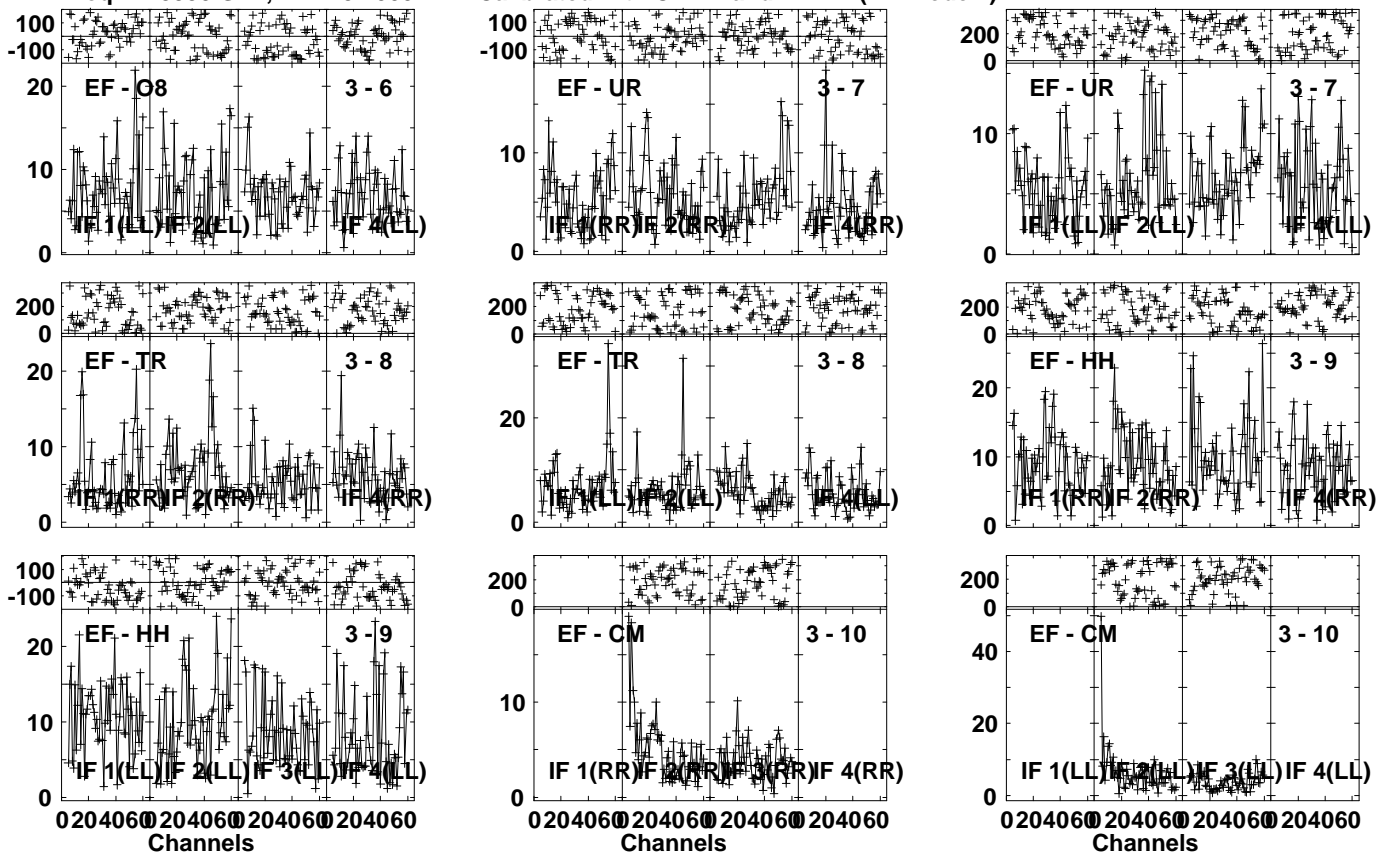 100
-100
100
-100
200
0
EF - O8 3 - 6
EF - UR 3 - 7
EF - UR 3 - 7
20
10
0
10
0
10
0
IF 1(LL) IF 2(LL) IF 4(LL)
IF 1(RR) IF 2(RR) IF 4(RR)
IF 1(LL) IF 2(LL) IF 4(LL)
200
0
200
0
200
0
EF - TR 3 - 8
EF - TR 3 - 8
EF - HH 3 - 9
20
10
0
20
0
20
10
0
IF 1(RR) IF 2(RR) IF 4(RR)
IF 1(LL) IF 2(LL) IF 4(LL)
IF 1(RR) IF 2(RR) IF 4(RR)
100
-100
200
0
200
0
EF - HH 3 - 9
EF - CM 3 - 10
EF - CM 3 - 10
20
10
0
10
0
40
20
0
IF 1(LL) IF 2(LL) IF 3(LL) IF 4(LL)
IF 1(RR) IF 2(RR) IF 3(RR) IF 4(RR)
IF 1(LL) IF 2(LL) IF 3(LL) IF 4(LL)
0 20 40 60 0 20 40 60 0 20 40 60 0 20 40 60
0 20 40 60 0 20 40 60 0 20 40 60 0 20 40 60
0 20 40 60 0 20 40 60 0 20 40 60 0 20 40 60
Channels
Channels
Channels